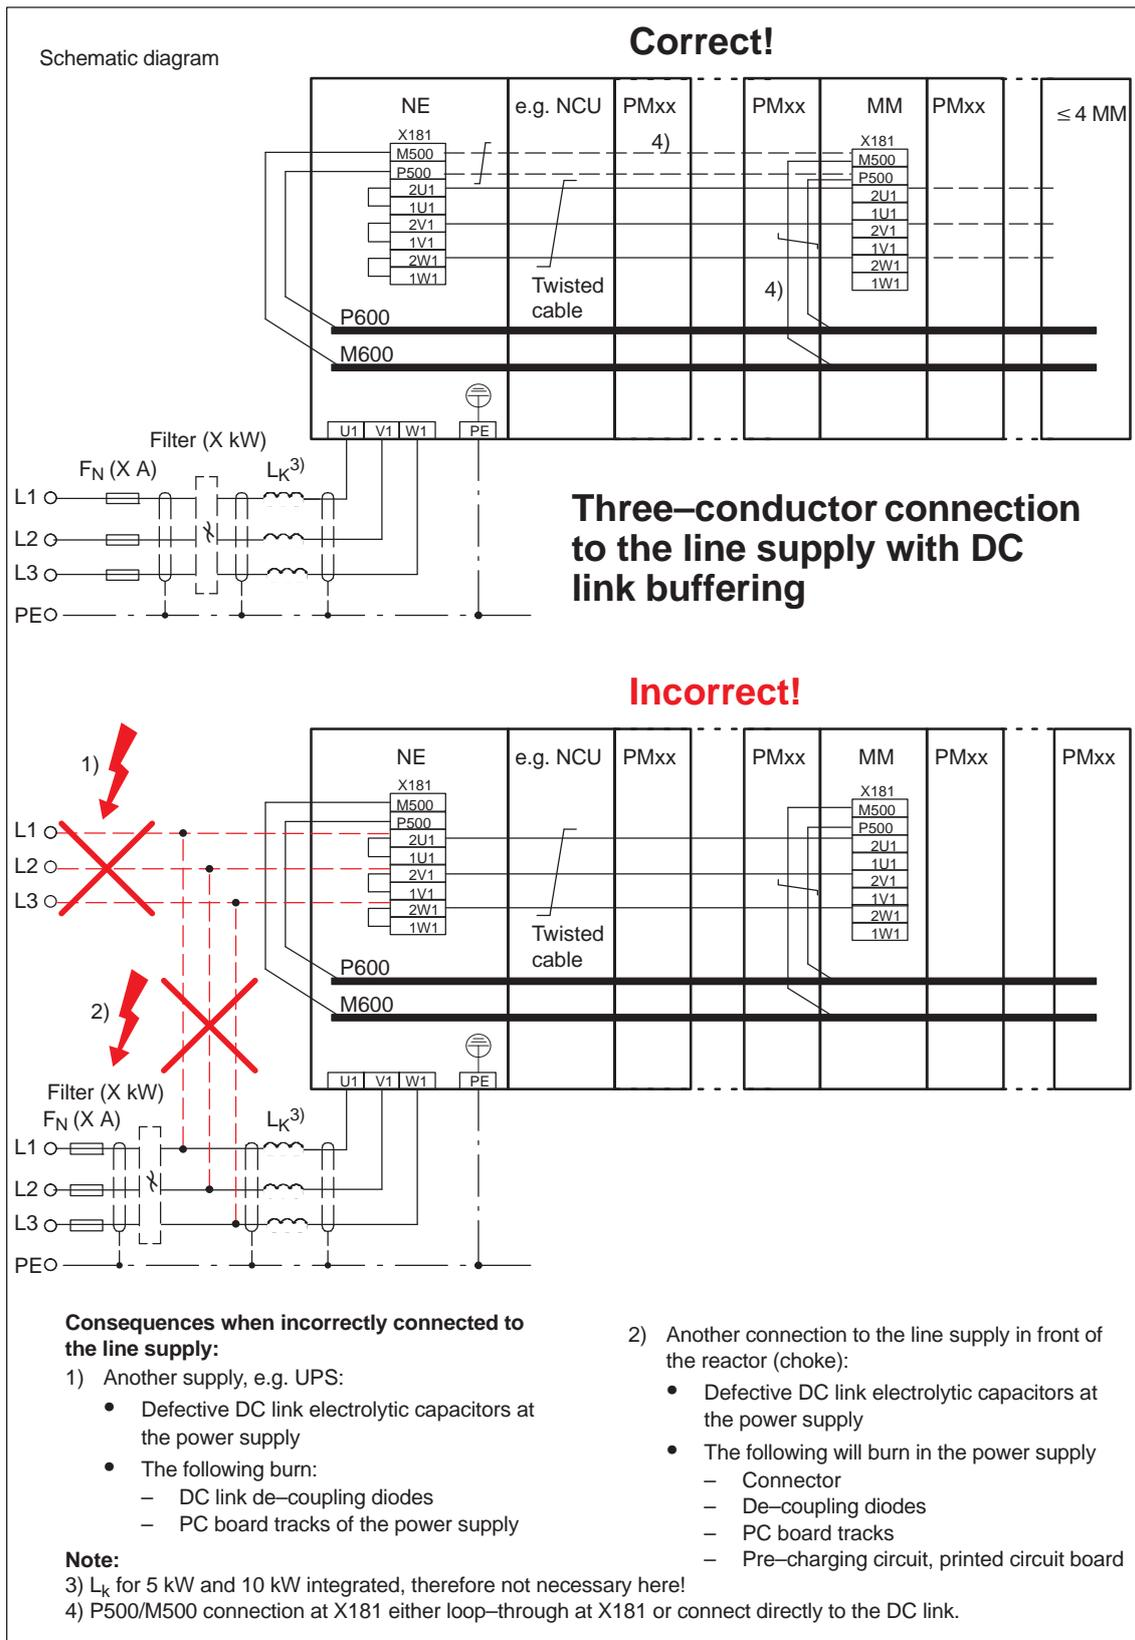 Correct!
Schematic diagram
NE
e.g. NCU
PMxx
PMxx
MM
PMxx
≤ 4 MM
X181
M500
P500
2U1
1U1
2V1
1V1
2W1
1W1
4)
X181
M500
P500
2U1
1U1
2V1
1V1
2W1
1W1
Twisted
cable
4)
P600
M600
U1
V1
W1
PE
Filter (X kW)
FN (X A)
LK3)
L1
L2
L3
PE
Three–conductor connection
to the line supply with DC
link buffering
Incorrect!
NE
e.g. NCU
PMxx
PMxx
MM
PMxx
PMxx
1)
X181
M500
P500
2U1
1U1
2V1
1V1
2W1
1W1
X181
M500
P500
2U1
1U1
2V1
1V1
2W1
1W1
L1
L2
L3
Twisted
cable
P600
M600
2)
U1
V1
W1
PE
Filter (X kW)
FN (X A)
LK3)
L1
L2
L3
PE
Consequences when incorrectly connected to
the line supply:
1) Another supply, e.g. UPS:
• Defective DC link electrolytic capacitors at
the power supply
• The following burn:
– DC link de–coupling diodes
– PC board tracks of the power supply
2) Another connection to the line supply in front of
the reactor (choke):
• Defective DC link electrolytic capacitors at
the power supply
• The following will burn in the power supply
– Connector
– De–coupling diodes
– PC board tracks
– Pre–charging circuit, printed circuit board
Note:
3) Lk for 5 kW and 10 kW integrated, therefore not necessary here!
4) P500/M500 connection at X181 either loop–through at X181 or connect directly to the DC link.